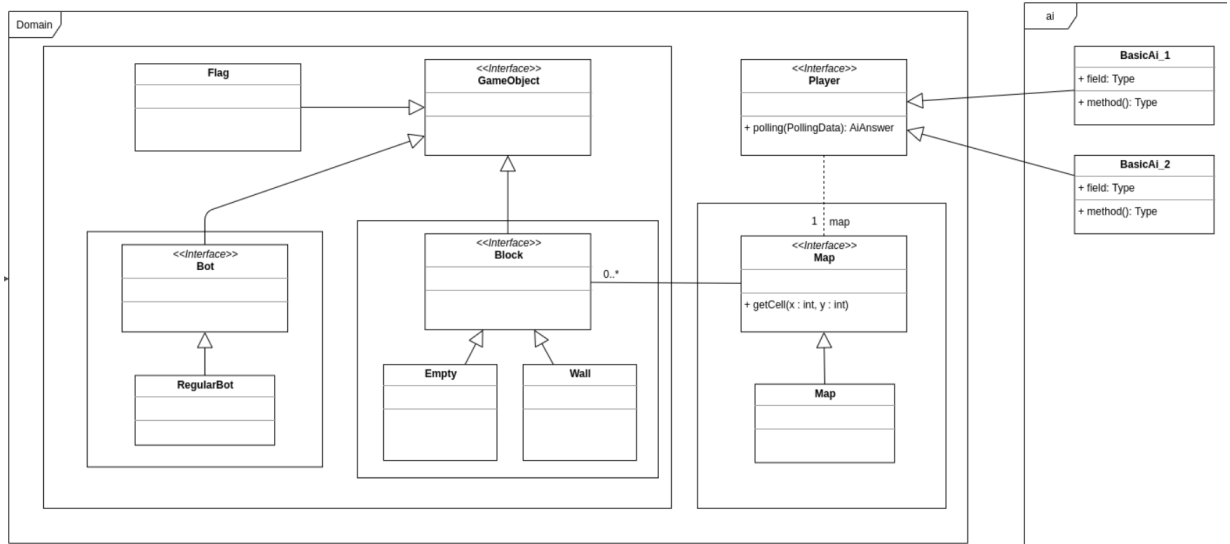 Domain
Flag
<<Interface>>
GameObject
<<Interface>>
Player
+ polling(PollingData): AiAnswer
ai
BasicAi_1
+ field: Type
+ method(): Type
BasicAi_2
+ field: Type
+ method(): Type
<<Interface>>
Bot
RegularBot
<<Interface>>
Block
0..*
Empty
Wall
1 map
<<Interface>>
Map
+ getCell(x : int, y : int)
Map